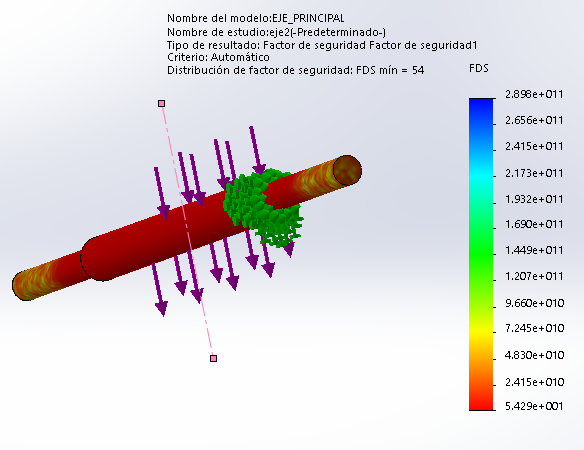 Nombre del modelo:EJE_PRINCIPAL
Nombre de estudio:eje2(-Predeterminado-)
Tipo de resultado: Factor de seguridad Factor de seguridad1
Criterio: Automático
Distribución de factor de seguridad: FDS mín = 54
FDS
2.898e+011
2.656e+011
2.415e+011
2.173e+011
1.932e+011
1.690e+011
1.449e+011
1.207e+011
9.660e+010
7.245e+010
4.830e+010
2.415e+010
5.429e+001